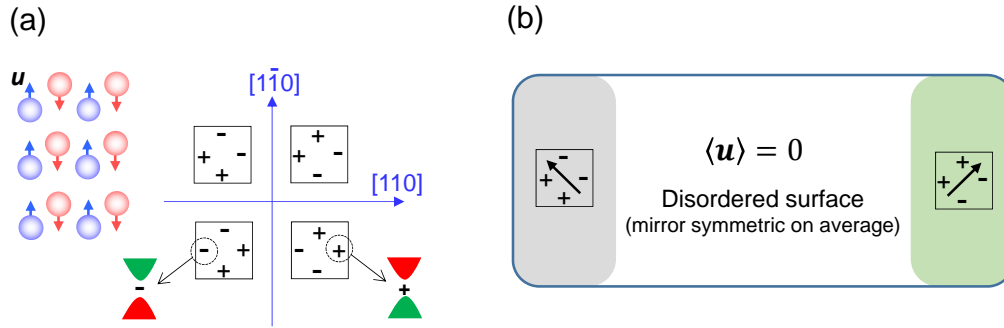 (a)
u
[11̄0]
- +
+ - + -
+ -
[110]
- +
- + - +
+ -
- +
(b)
⟨u⟩ = 0
Disordered surface
(mirror symmetric on average)
-
+ +
+
+
+ -
-